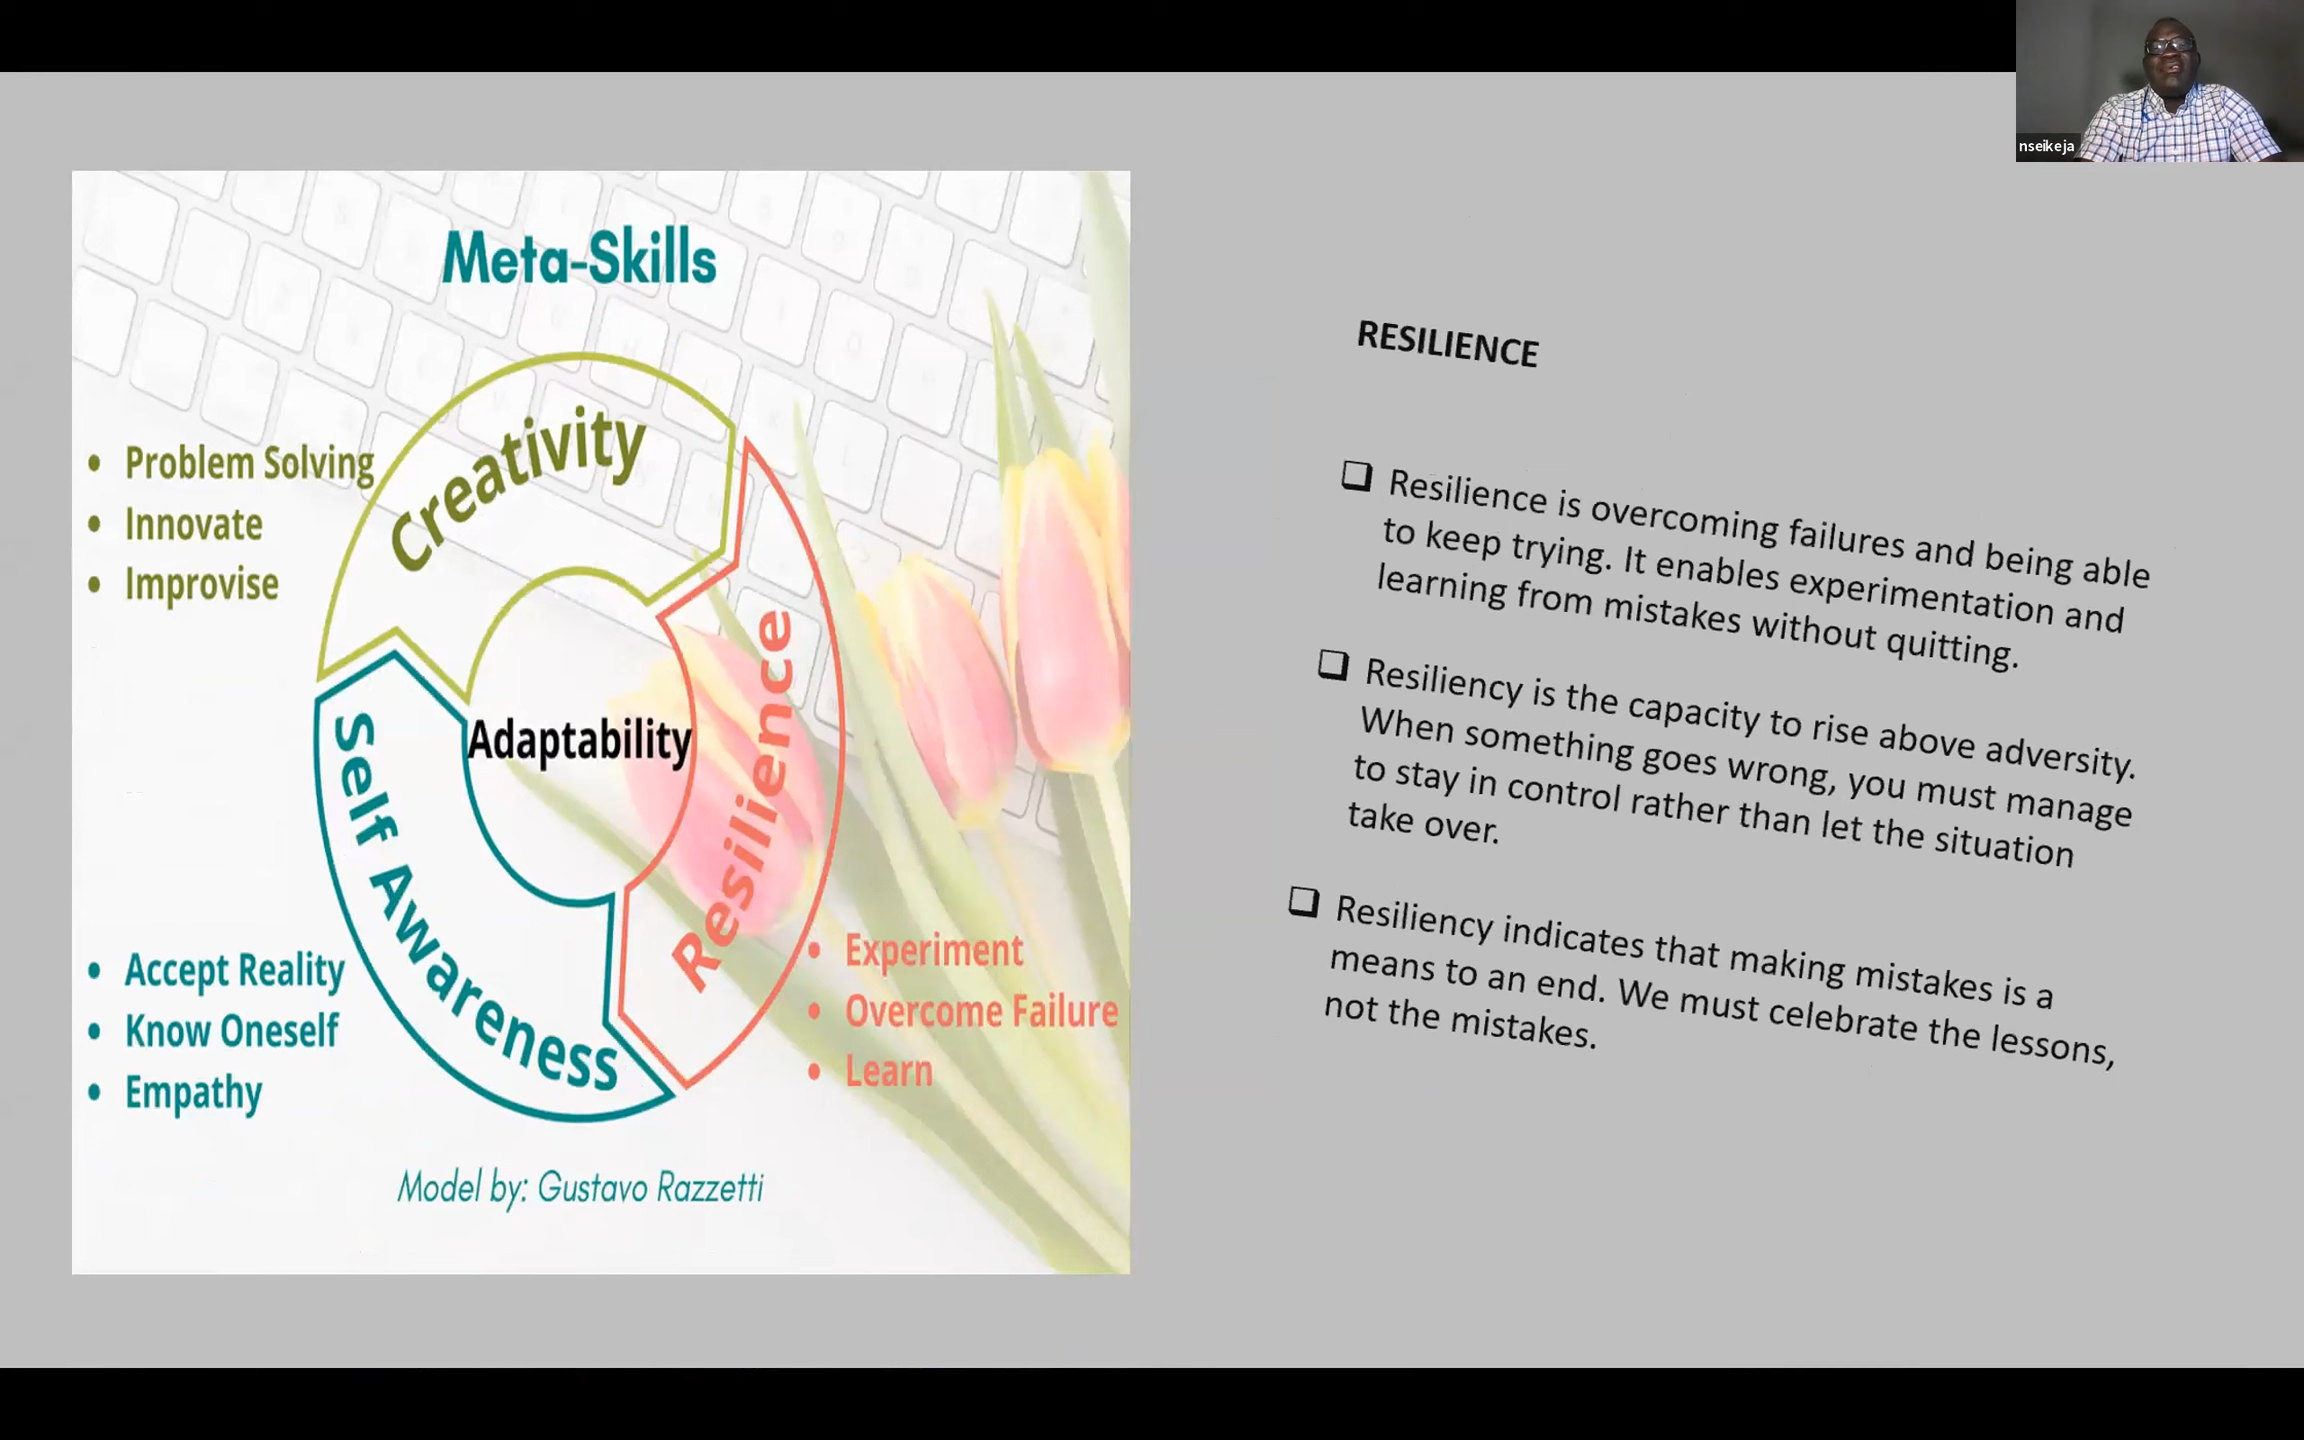 nseikeja
Meta-Skills
Creativity
• Problem Solving
• Innovate
• Improvise
Adaptability
Resilience
Self Awareness
• Accept Reality
• Know Oneself
• Empathy
• Experiment
• Overcome Failure
• Learn
Model by: Gustavo Razzetti
RESILIENCE
❑ Resilience is overcoming failures and being able
to keep trying. It enables experimentation and
learning from mistakes without quitting.
❑ Resiliency is the capacity to rise above adversity.
When something goes wrong, you must manage
to stay in control rather than let the situation
take over.
❑ Resiliency indicates that making mistakes is a
means to an end. We must celebrate the lessons,
not the mistakes.